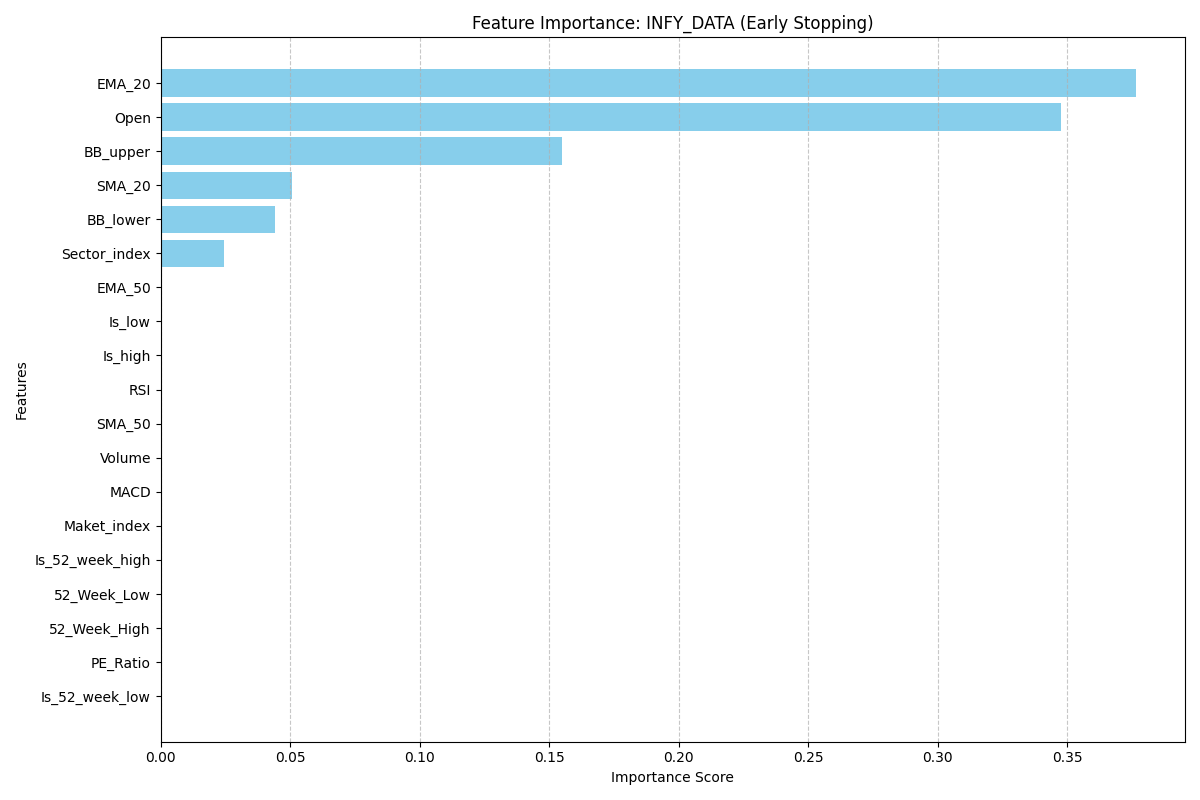 Feature Importance: INFY_DATA (Early Stopping)
EMA_20
Open
BB_upper
SMA_20
BB_lower
Sector_index
EMA_50
Is_low
Is_high
RSI
SMA_50
Volume
MACD
Maket_index
Is_52_week_high
52_Week_Low
52_Week_High
PE_Ratio
Is_52_week_low
Features
0.00 0.05 0.10 0.15 0.20 0.25 0.30 0.35
Importance Score